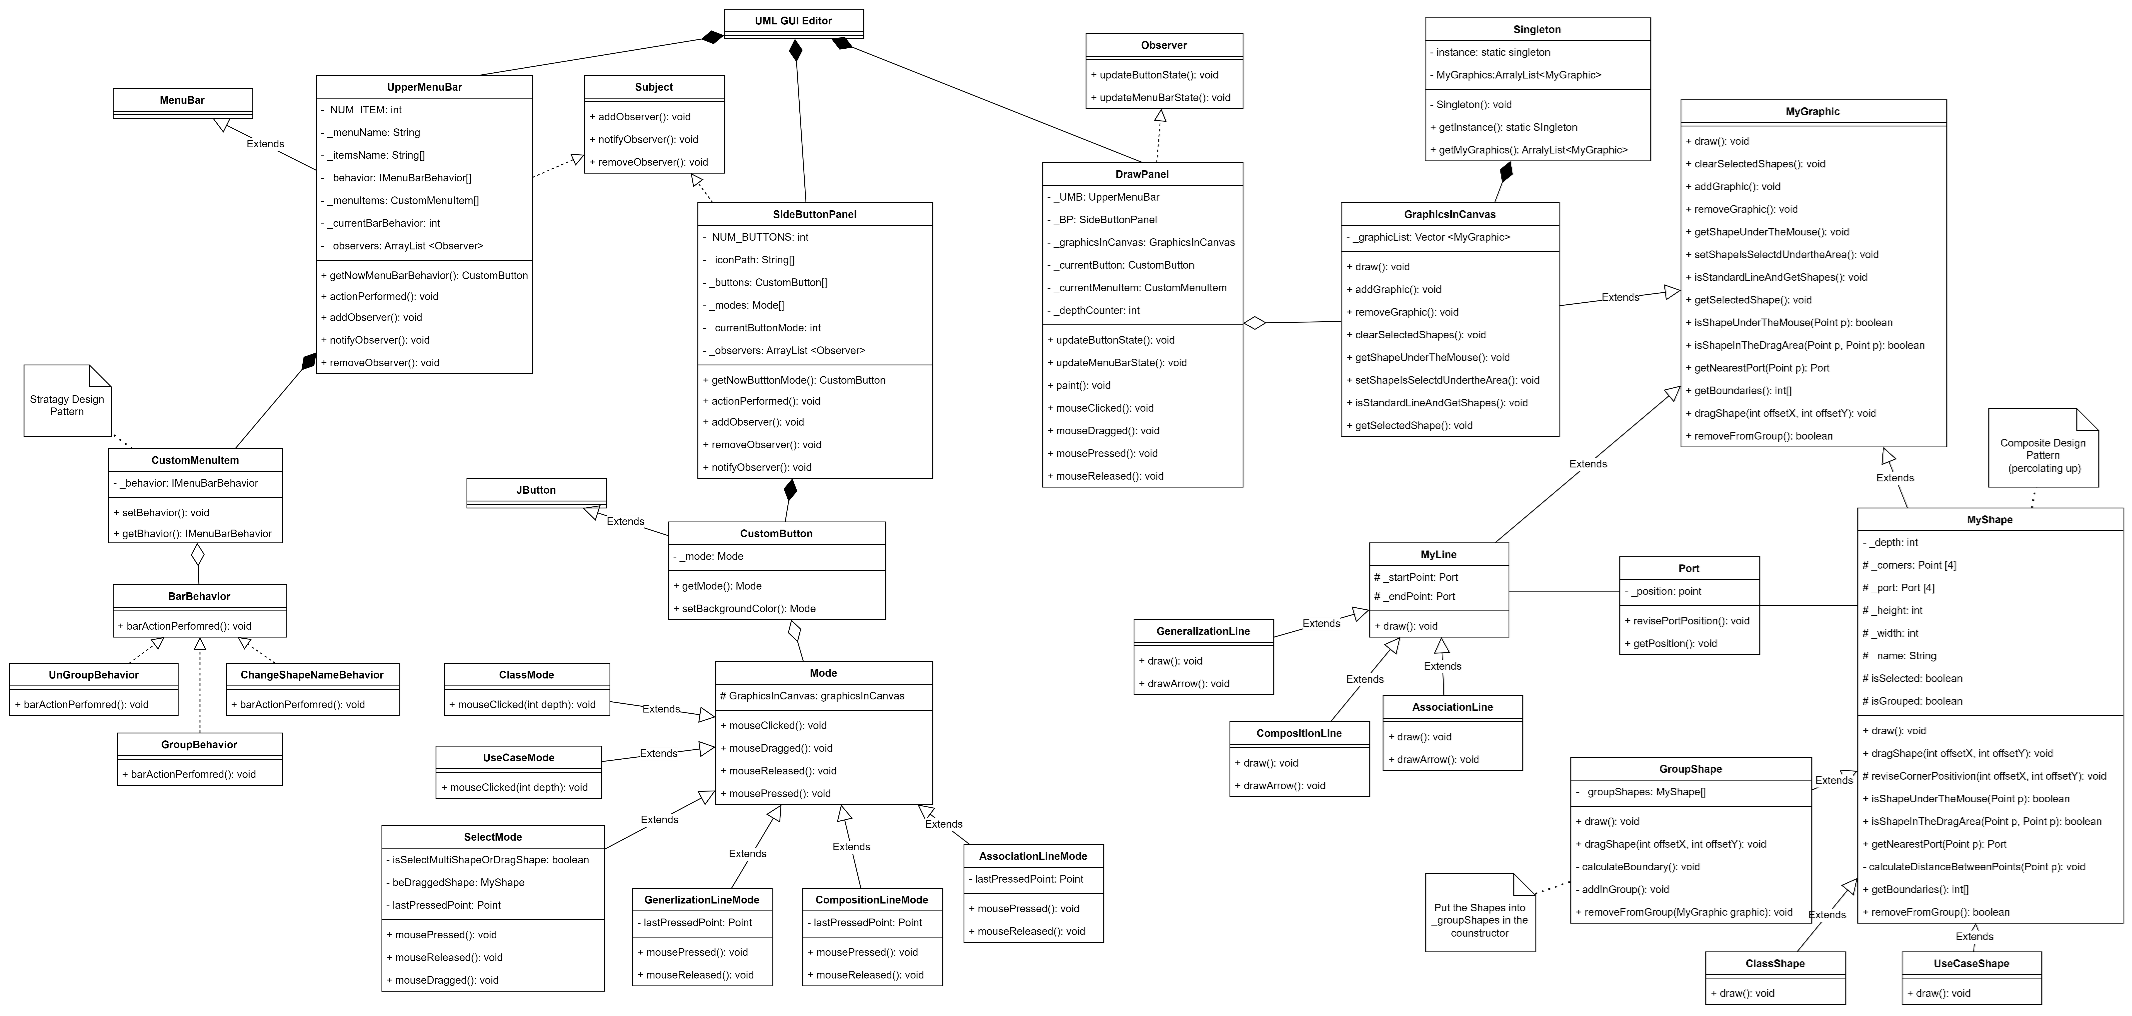 UML GUI Editor
MenuBar
Extends
UpperMenuBar
- NUM_ITEM: int
- _menuName: String
- _itemsName: String[]
- _behavior: IMenuBarBehavior[]
- _menuItems: CustomMenuItem[]
- _currentBarBehavior: int
- _observers: ArrayList <Observer>
+ getNowMenuBarBehavior(): CustomButton
+ actionPerformed(): void
+ addObserver(): void
+ notifyObserver(): void
+ removeObserver(): void
Subject
+ addObserver(): void
+ notifyObserver(): void
+ removeObserver(): void
SideButtonPanel
- NUM_BUTTONS: int
- _iconPath: String[]
- _buttons: CustomButton[]
- _modes: Mode[]
- _currentButtonMode: int
- _observers: ArrayList <Observer>
+ getNowButttonMode(): CustomButton
+ actionPerformed(): void
+ addObserver(): void
+ removeObserver(): void
+ notifyObserver(): void
Observer
+ updateButtonState(): void
+ updateMenuBarState(): void
DrawPanel
- _UMB: UpperMenuBar
- _BP: SideButtonPanel
- _graphicsInCanvas: GraphicsInCanvas
- _currentButton: CustomButton
- _currentMenuItem: CustomMenuItem
- _depthCounter: int
+ updateButtonState(): void
+ updateMenuBarState(): void
+ paint(): void
+ mouseClicked(): void
+ mouseDragged(): void
+ mousePressed(): void
+ mouseReleased(): void
Singleton
- instance: static singleton
- MyGraphics:ArralyList<MyGraphic>
- SIngleton(): void
+ getInstance(): static SIngleton
+ getMyGraphics(): ArralyList<MyGraphic>
GraphicsInCanvas
- _graphicList: Vector <MyGraphic>
+ draw(): void
+ addGraphic(): void
+ removeGraphic(): void
+ clearSelectedShapes(): void
+ getShapeUnderTheMouse(): void
+ setShapeIsSelectdUndertheArea(): void
+ isStandardLineAndGetShapes(): void
+ getSelectedShape(): void
Extends
MyGraphic
+ draw(): void
+ clearSelectedShapes(): void
+ addGraphic(): void
+ removeGraphic(): void
+ getShapeUnderTheMouse(): void
+ setShapeIsSelectdUndertheArea(): void
+ isStandardLineAndGetShapes(): void
+ getSelectedShape(): void
+ isShapeUnderTheMouse(Point p): boolean
+ isShapeInTheDragArea(Point p, Point p): boolean
+ getNearestPort(Point p): Port
+ getBoundaries(): int[]
+ dragShape(int offsetX, int offsetY): void
+ removeFromGroup(): boolean
Extends
Extends
Composite Design
Pattern
(percolating up)
Stratagy Design
Pattern
CustomMenuItem
- _behavior: IMenuBarBehavior
+ setBehavior(): void
+ getBhavior(): IMenuBarBehavior
BarBehavior
+ barActionPerfomred(): void
UnGroupBehavior
+ barActionPerfomred(): void
ChangeShapeNameBehavior
+ barActionPerfomred(): void
GroupBehavior
+ barActionPerfomred(): void
JButton
Extends
CustomButton
- _mode: Mode
+ getMode(): Mode
+ setBackgroundColor(): Mode
Mode
# GraphicsInCanvas: graphicsInCanvas
+ mouseClicked(): void
+ mouseDragged(): void
+ mouseReleased(): void
+ mousePressed(): void
ClassMode
+ mouseClicked(int depth): void
Extends
UseCaseMode
+ mouseClicked(int depth): void
Extends
SelectMode
- isSelectMultiShapeOrDragShape: boolean
- beDraggedShape: MyShape
- lastPressedPoint: Point
+ mousePressed(): void
+ mouseReleased(): void
+ mouseDragged(): void
Extends
GenerlizationLineMode
- lastPressedPoint: Point
+ mousePressed(): void
+ mouseReleased(): void
Extends
CompositionLineMode
- lastPressedPoint: Point
+ mousePressed(): void
+ mouseReleased(): void
Extends
AssociationLineMode
- lastPressedPoint: Point
+ mousePressed(): void
+ mouseReleased(): void
Extends
MyLine
# _startPoint: Port
# _endPoint: Port
+ draw(): void
Port
- _position: point
+ revisePortPosition(): void
+ getPosition(): void
GeneralizationLine
+ draw(): void
+ drawArrow(): void
Extends
CompositionLine
+ draw(): void
+ drawArrow(): void
Extends
AssociationLine
+ draw(): void
+ drawArrow(): void
Extends
MyShape
- _depth: int
# _corners: Point [4]
# _port: Port [4]
# _height: int
# _width: int
# _name: String
# isSelected: boolean
# isGrouped: boolean
+ draw(): void
+ dragShape(int offsetX, int offsetY): void
# reviseCornerPositivion(int offsetX, int offsetY): void
+ isShapeUnderTheMouse(Point p): boolean
+ isShapeInTheDragArea(Point p, Point p): boolean
+ getNearestPort(Point p): Port
- calculateDistanceBetweenPoints(Point p): void
+ getBoundaries(): int[]
+ removeFromGroup(): boolean
GroupShape
- _groupShapes: MyShape[]
+ draw(): void
+ dragShape(int offsetX, int offsetY): void
- calculateBoundary(): void
- addInGroup(): void
+ removeFromGroup(MyGraphic graphic): void
Extends
Put the Shapes into
_groupShapes in the
counstructor
Extends
Extends
ClassShape
+ draw(): void
UseCaseShape
+ draw(): void